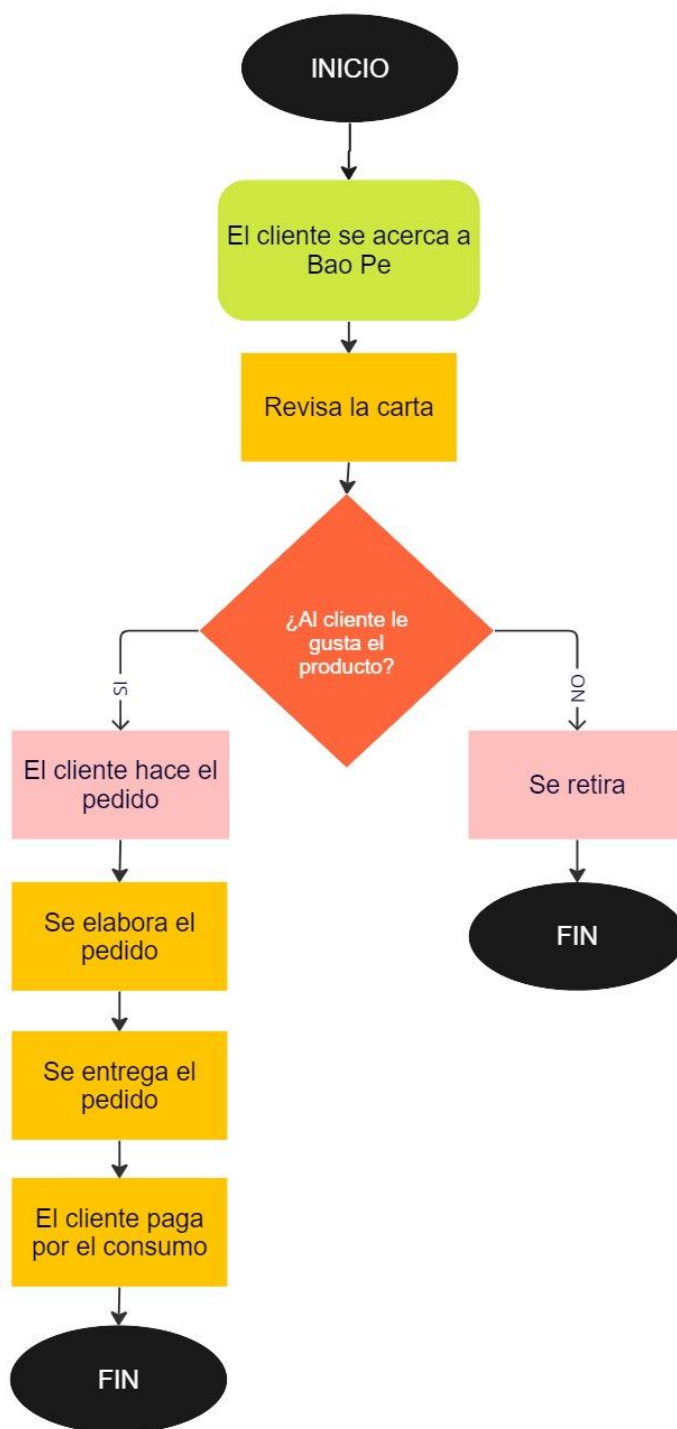 INICIO
El cliente se acerca a
Bao Pe
Revisa la carta
¿Al cliente le
gusta el
producto?
SI
NO
El cliente hace el
pedido
Se retira
Se elabora el
pedido
FIN
Se entrega el
pedido
El cliente paga
por el consumo
FIN